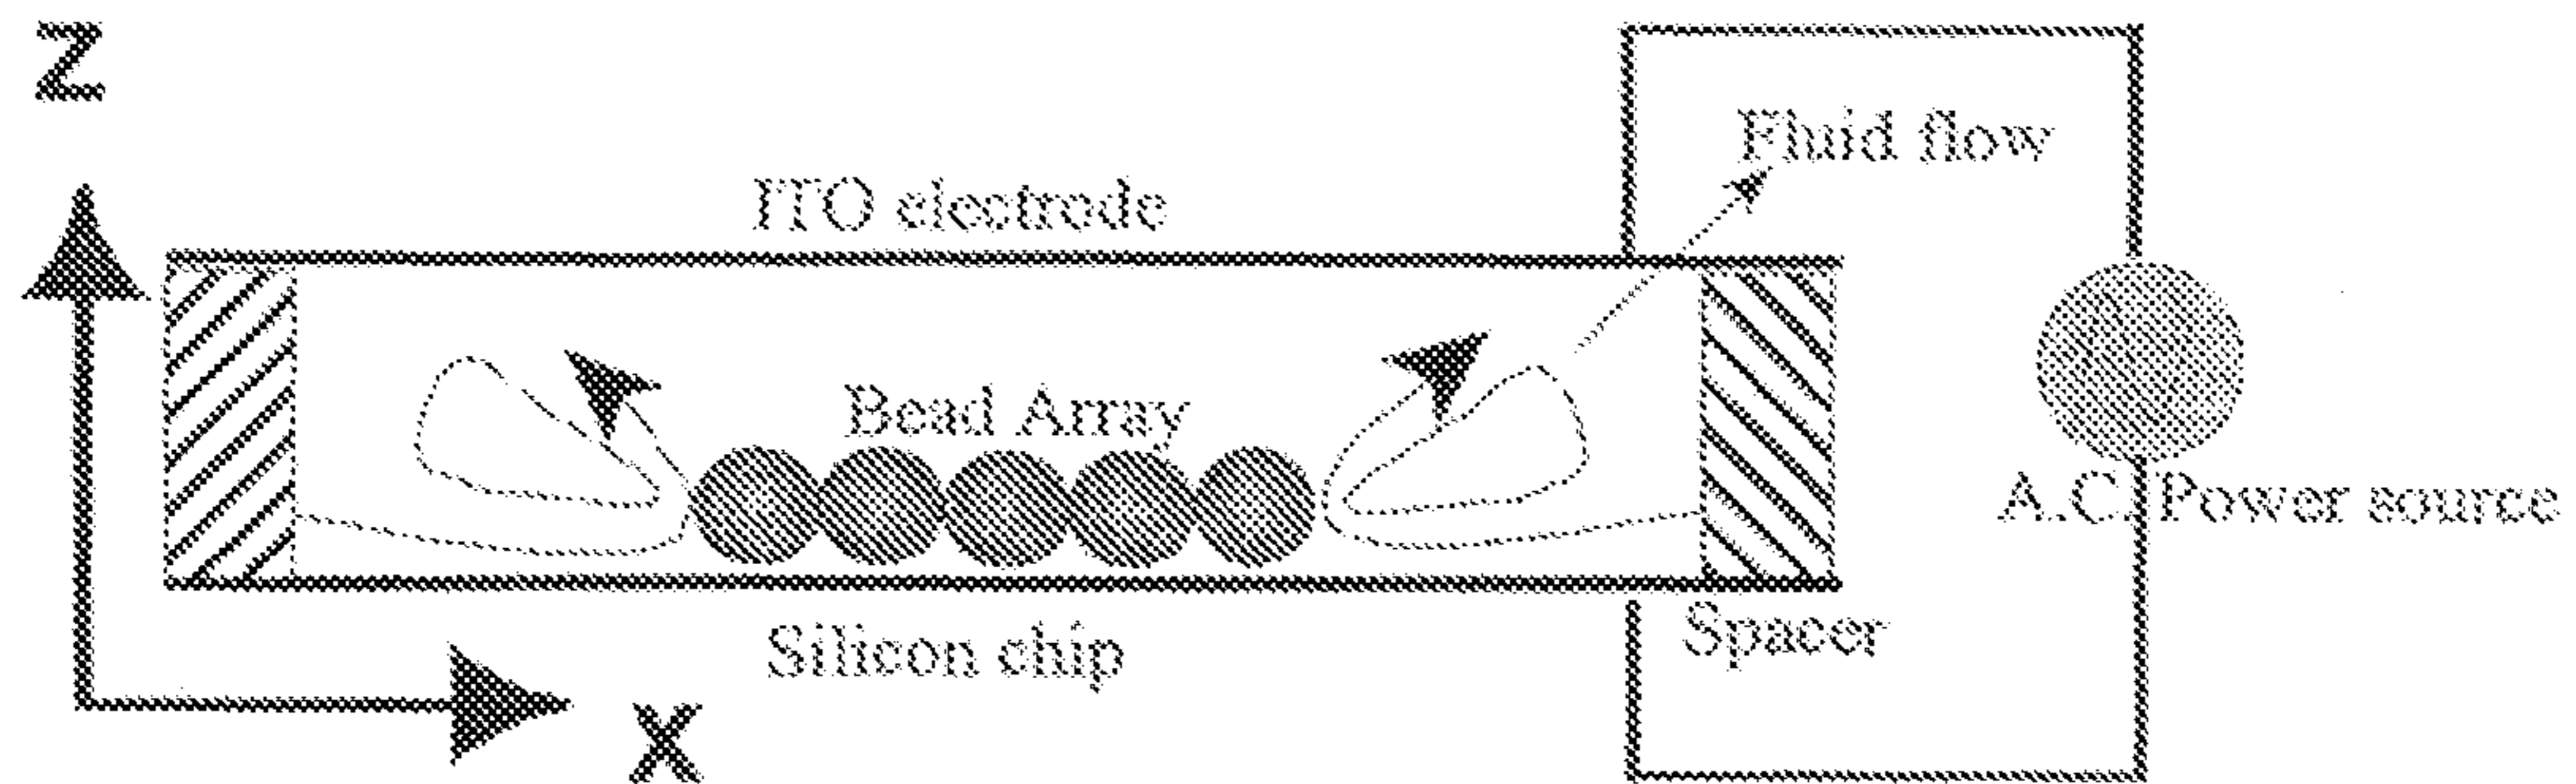 Z
Fluid flow
ITO electrode
Bead Array
A.C. Power source
Spacer
Silicon chip
X